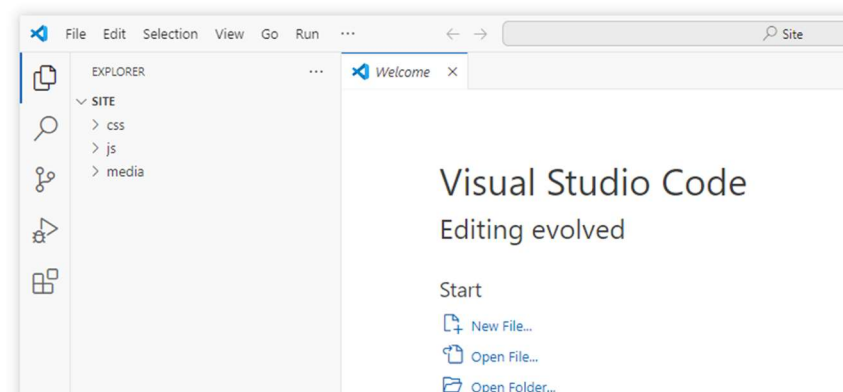 File Edit Selection View Go Run ···
Site
EXPLORER ···
Welcome
SITE
css
js
media
Visual Studio Code
Editing evolved
Start
New File...
Open File...
Open Folder...